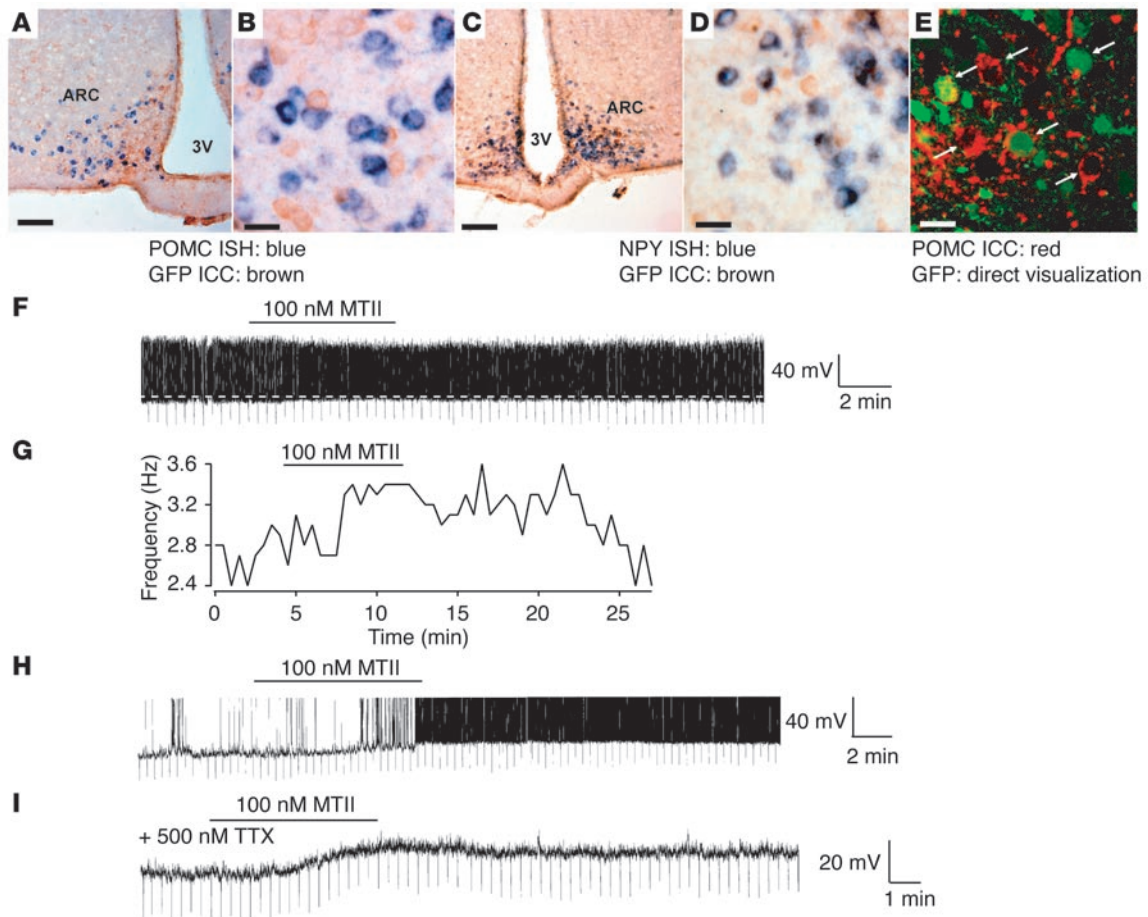 A
B
C
D
E
ARC
3V
ARC
3V
POMC ISH: blue
GFP ICC: brown
NPY ISH: blue
GFP ICC: brown
POMC ICC: red
GFP: direct visualization
F
100 nM MTII
40 mV
2 min
G
100 nM MTII
Frequency (Hz)
3.6
3.2
2.8
2.4
0 5 10 15 20 25
Time (min)
H
100 nM MTII
40 mV
2 min
I
100 nM MTII
+ 500 nM TTX
20 mV
1 min